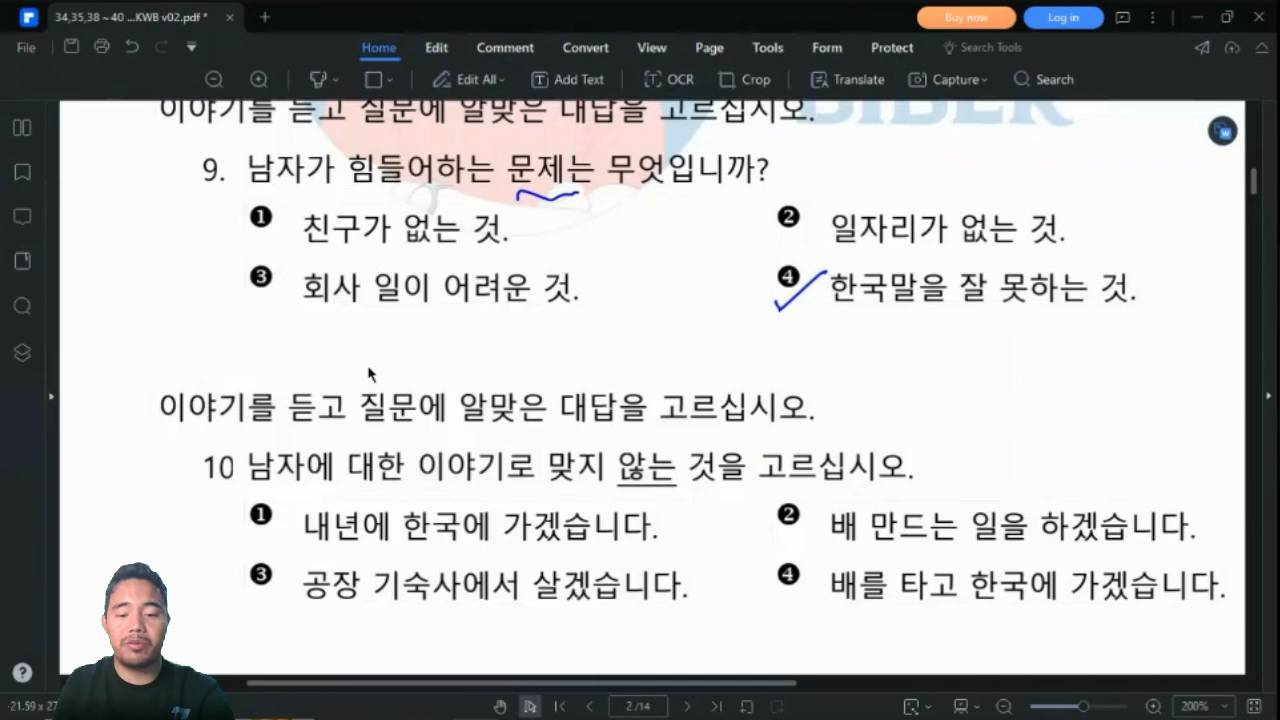 34,35,38 ~ 40 ...KWB v02.pdf *
Buy now
Log in
File
Home
Edit
Comment
Convert
View
Page
Tools
Form
Protect
Search Tools
Edit All
Add Text
OCR
Crop
Translate
Capture
Search
이야기를 듣고 질문에 알맞은 대답을 고르십시오.
9. 남자가 힘들어하는 문제는 무엇입니까?
❶ 친구가 없는 것. ❷ 일자리가 없는 것.
❸ 회사 일이 어려운 것. ❹ 한국말을 잘 못하는 것.
이야기를 듣고 질문에 알맞은 대답을 고르십시오.
10 남자에 대한 이야기로 맞지 않는 것을 고르십시오.
❶ 내년에 한국에 가겠습니다. ❷ 배 만드는 일을 하겠습니다.
❸ 공장 기숙사에서 살겠습니다. ❹ 배를 타고 한국에 가겠습니다.
2 /14
200%